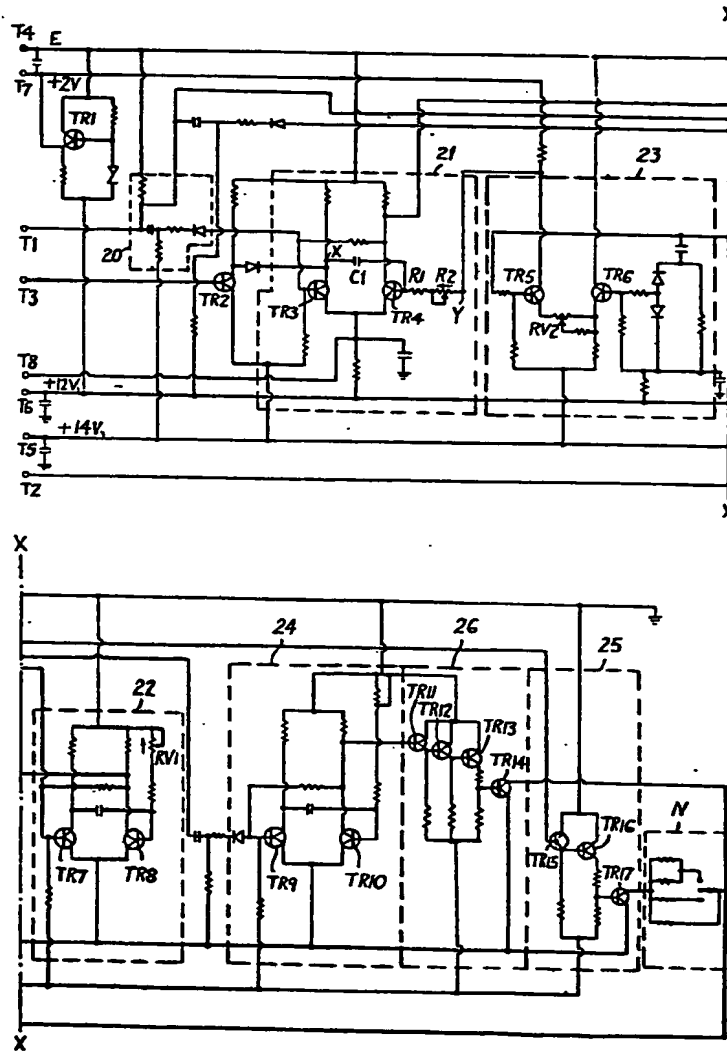 X
T4 E
T7 +2V
TR1
21
23
T1
20
X
C1
R1 R2
TR5
TR6
T3
TR2
TR3
TR4
Y
RV2
T8
+12V
T6
+14V
T5
T2
X
X
24
26
25
22
TR11
TR12
TR13
RV1
TR14
N
TR16
TR15
TR7
TR8
TR9
TR10
TR17
X